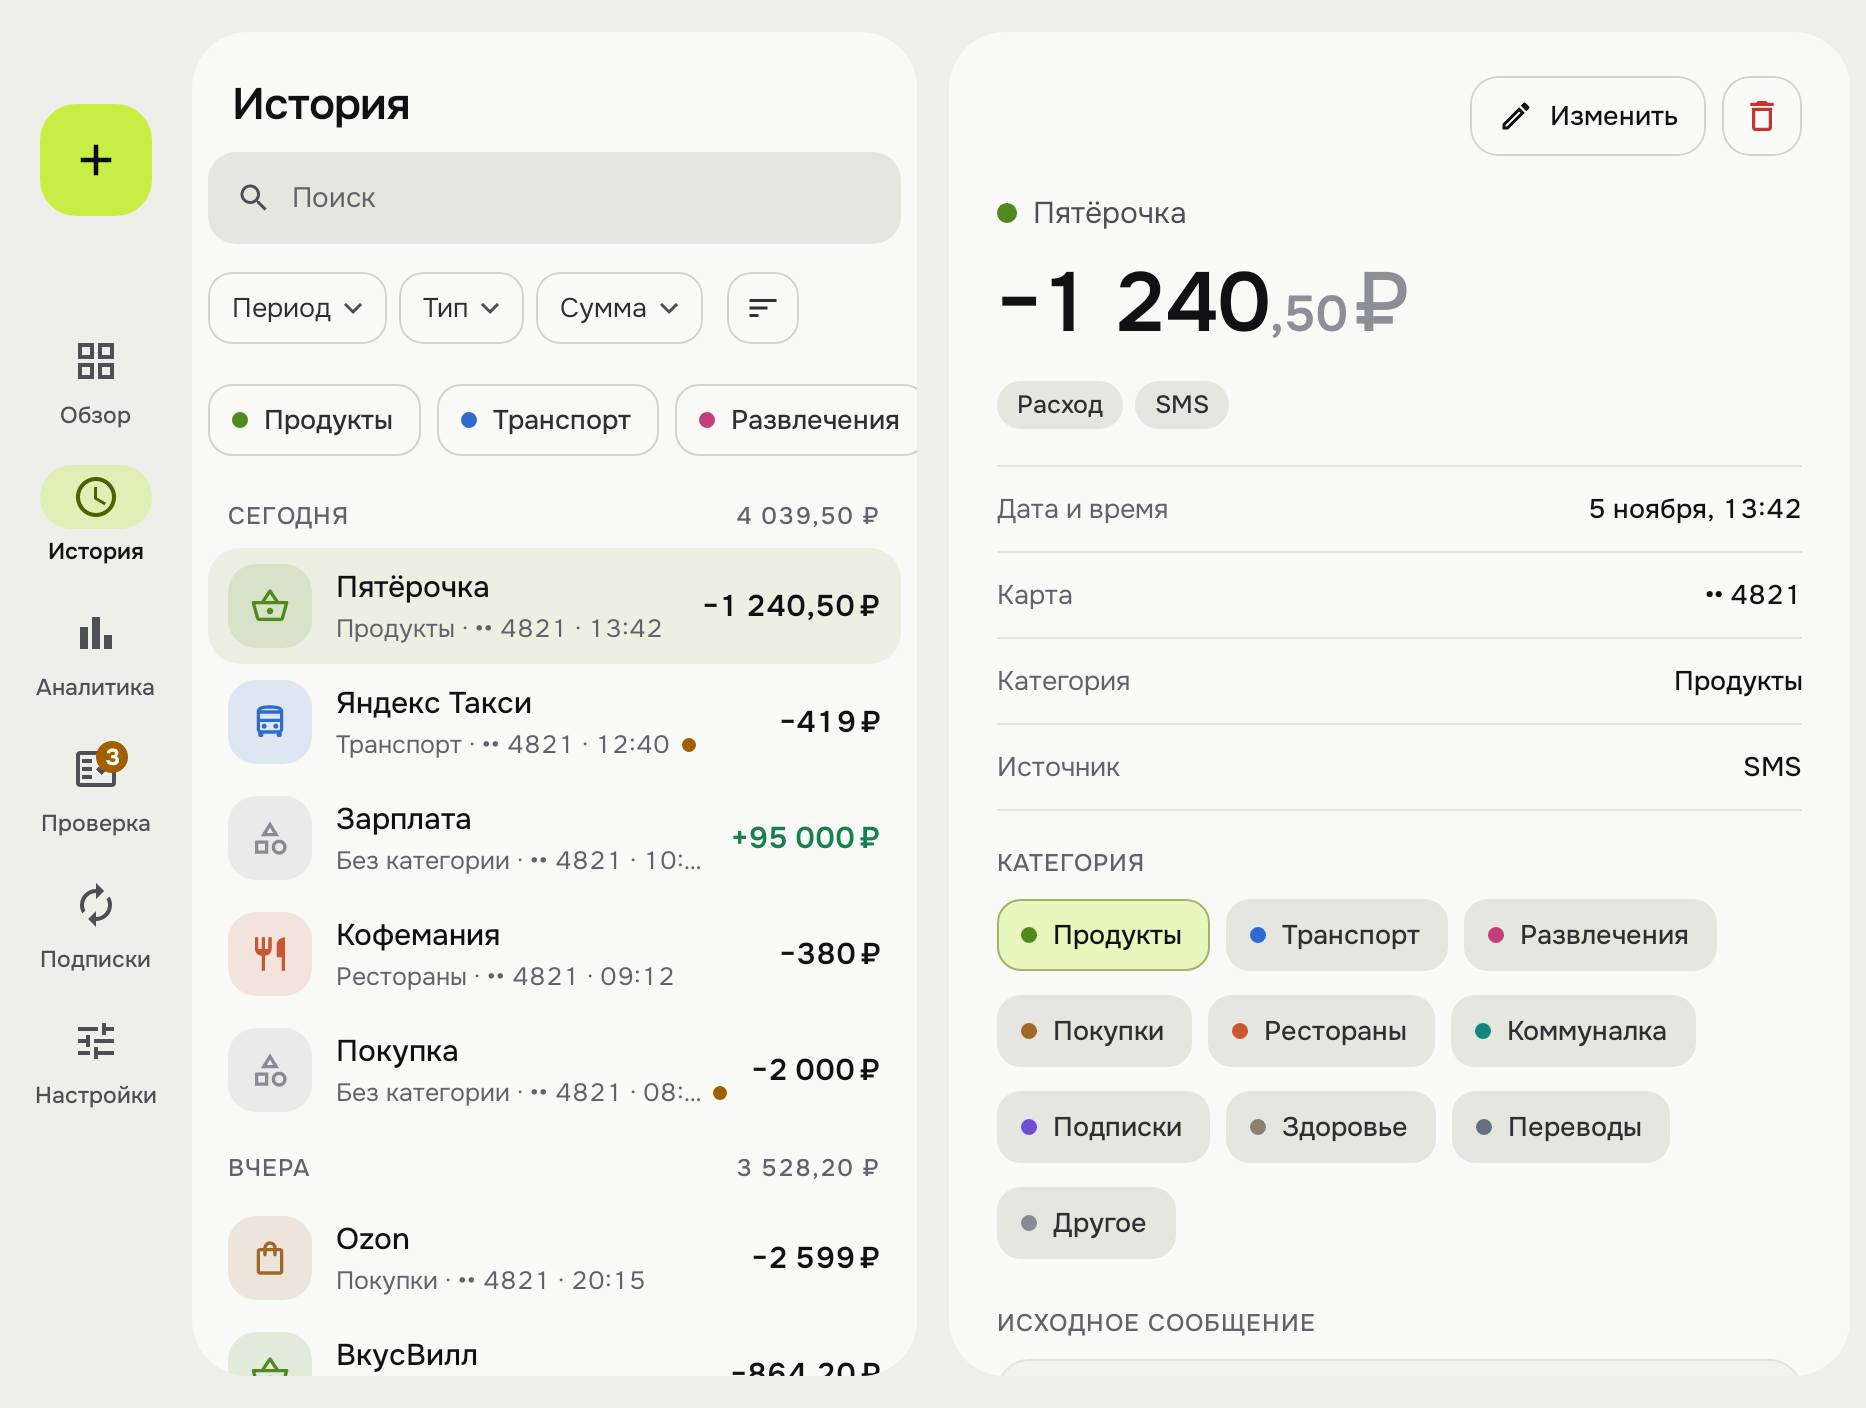 +
Обзор
История
Аналитика
3
Проверка
Подписки
Настройки
История
Поиск
Период
Тип
Сумма
Продукты
Транспорт
Развлечения
СЕГОДНЯ 4 039,50 ₽
Пятёрочка
−1 240,50 ₽
Продукты · •• 4821 · 13:42
Яндекс Такси
−419 ₽
Транспорт · •• 4821 · 12:40
Зарплата
+95 000 ₽
Без категории · •• 4821 · 10:...
Кофемания
−380 ₽
Рестораны · •• 4821 · 09:12
Покупка
−2 000 ₽
Без категории · •• 4821 · 08:...
ВЧЕРА 3 528,20 ₽
Ozon
−2 599 ₽
Покупки · •• 4821 · 20:15
ВкусВилл
−864,20 ₽
Изменить
Пятёрочка
−1 240,50 ₽
Расход
SMS
Дата и время 5 ноября, 13:42
Карта •• 4821
Категория Продукты
Источник SMS
КАТЕГОРИЯ
Продукты
Транспорт
Развлечения
Покупки
Рестораны
Коммуналка
Подписки
Здоровье
Переводы
Другое
ИСХОДНОЕ СООБЩЕНИЕ